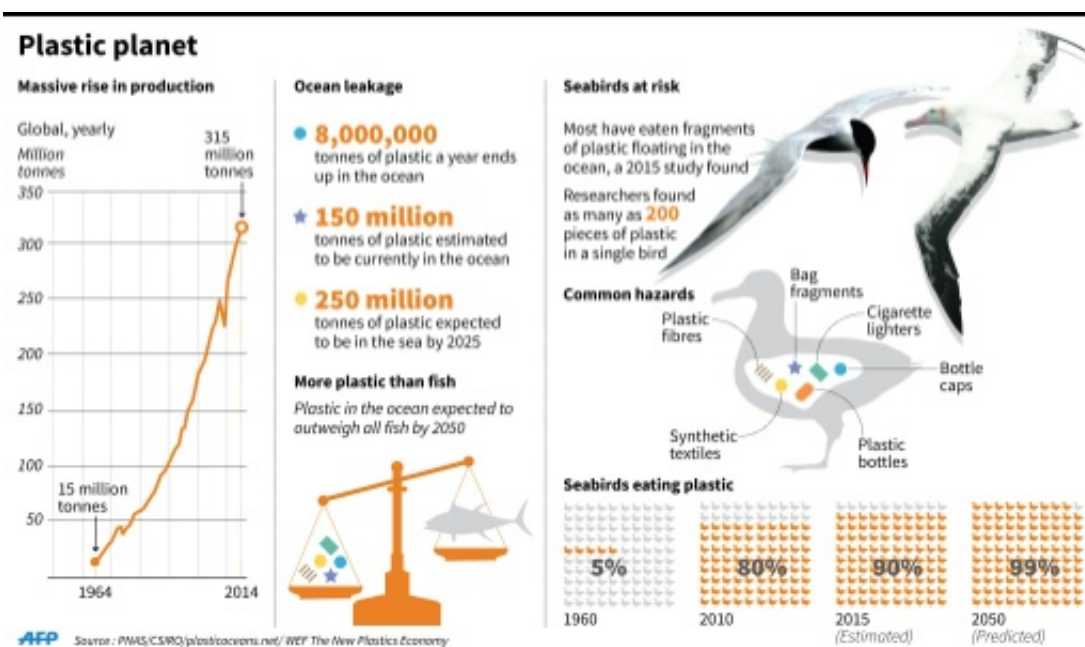 Plastic planet
Massive rise in production
Global, yearly
Million
tonnes
315
million
tonnes
350
300
250
200
150
100
50
15 million
tonnes
1964
2014
Ocean leakage
8,000,000
tonnes of plastic a year ends
up in the ocean
150 million
tonnes of plastic estimated
to be currently in the ocean
250 million
tonnes of plastic expected
to be in the sea by 2025
More plastic than fish
Plastic in the ocean expected to
outweigh all fish by 2050
Seabirds at risk
Most have eaten fragments
of plastic floating in the
ocean, a 2015 study found
Researchers found
as many as 200
pieces of plastic
in a single bird
Common hazards
Plastic
fibres
Bag
fragments
Cigarette
lighters
Bottle
caps
Synthetic
textiles
Plastic
bottles
Seabirds eating plastic
5%
80%
90%
99%
1960
2010
2015
(Estimated)
2050
(Predicted)
AFP
Source : PNAS/CSIRO/plasticoceans.net/ WEF The New Plastics Economy